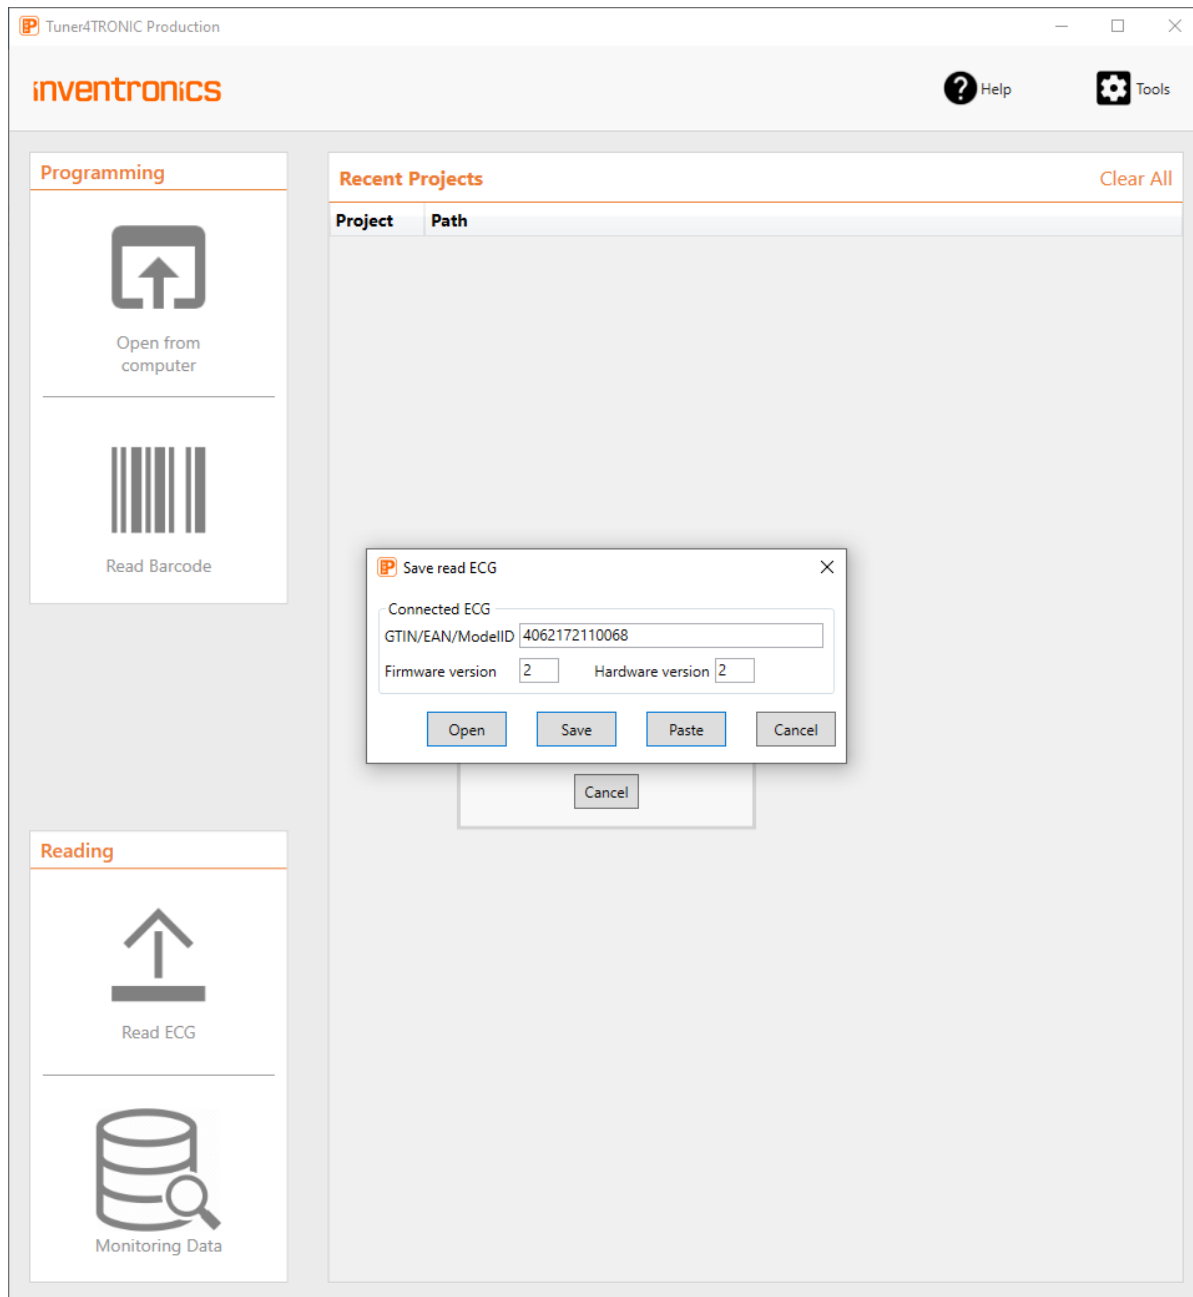 Tuner4TRONIC Production
inventronics
Help
Tools
Programming
Open from
computer
Read Barcode
Recent Projects
Clear All
Project Path
Save read ECG
Connected ECG
GTIN/EAN/ModelID 4062172110068
Firmware version 2 Hardware version 2
Open Save Paste Cancel
Cancel
Reading
Read ECG
Monitoring Data